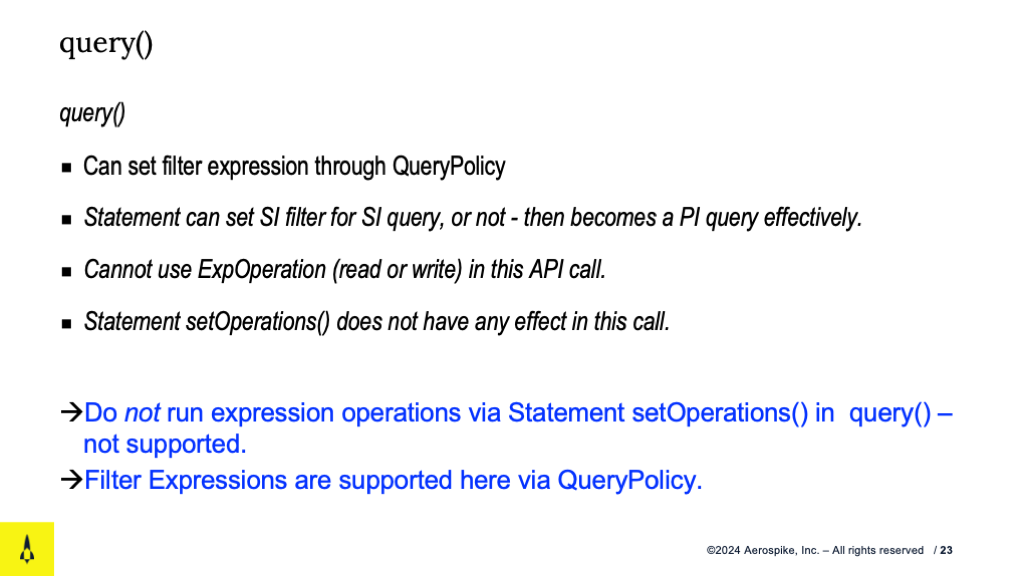 query()
query()
▪ Can set filter expression through QueryPolicy
▪ Statement can set SI filter for SI query, or not - then becomes a PI query effectively.
▪ Cannot use ExpOperation (read or write) in this API call.
▪ Statement setOperations() does not have any effect in this call.
→Do not run expression operations via Statement setOperations() in  query() –
not supported.
→Filter Expressions are supported here via QueryPolicy.
©2024 Aerospike, Inc. – All rights reserved / 23